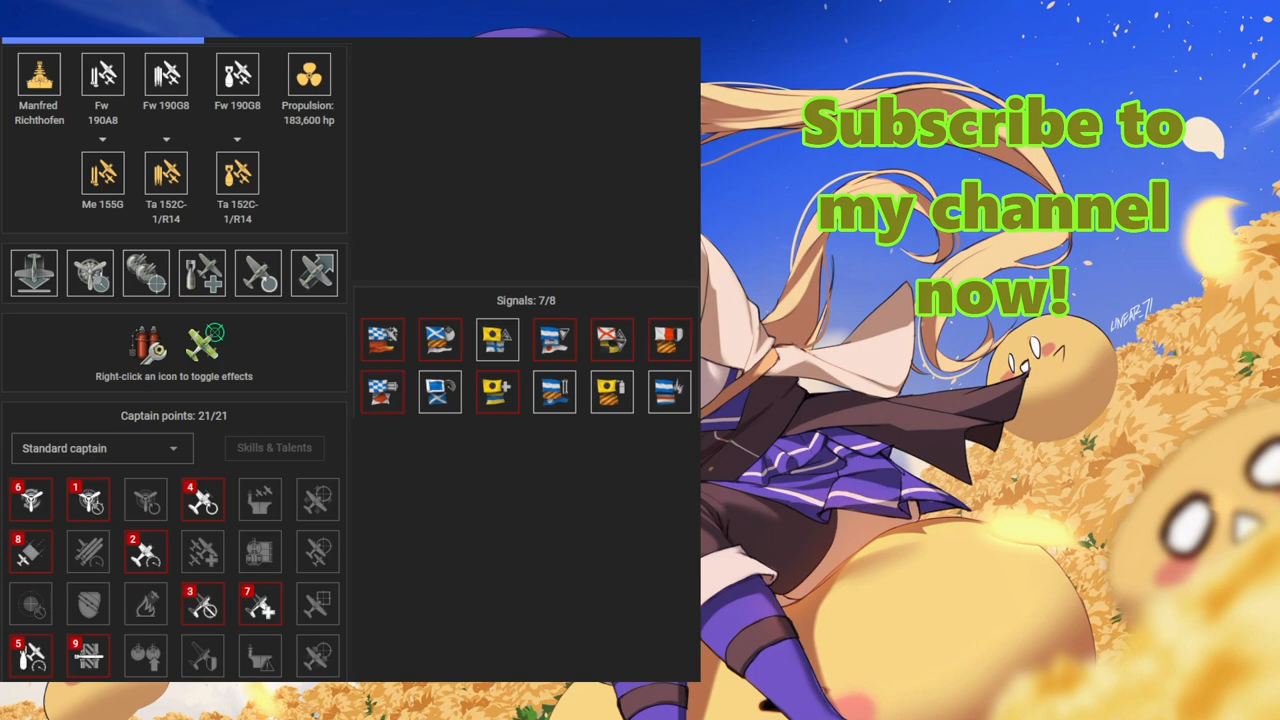 Manfred
Richthofen
Fw
190A8
Fw 190G8
Fw 190G8
Propulsion:
183,600 hp
Me 155G
Ta 152C-
1/R14
Ta 152C-
1/R14
Right-click an icon to toggle effects
Captain points: 21/21
Standard captain
Skills & Talents
6
1
4
8
2
3
7
5
9
Signals: 7/8
Subscribe to
my channel
now!
LINEAR_71